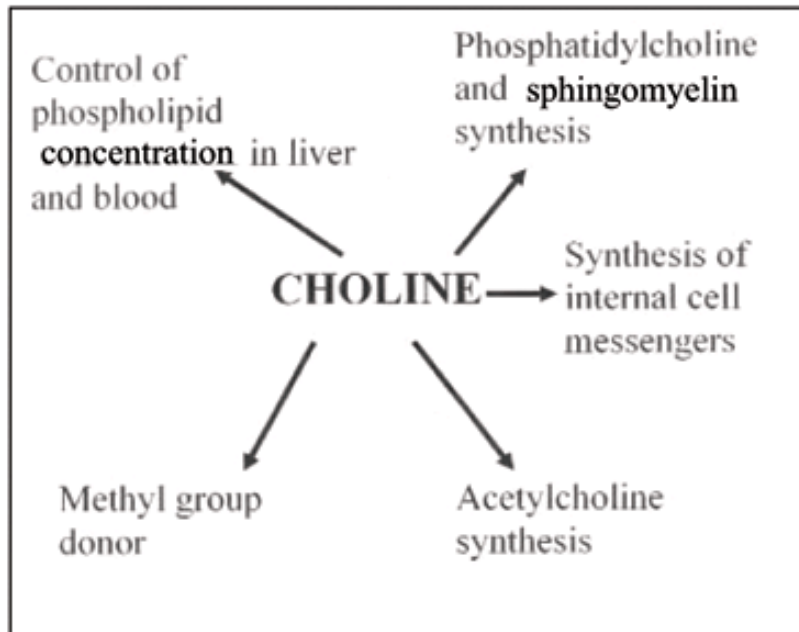 Control of
phospholipid
concentration in liver
and blood
Phosphatidylcholine
and sphingomyelin
synthesis
CHOLINE
Synthesis of
internal cell
messengers
Methyl group
donor
Acetylcholine
synthesis